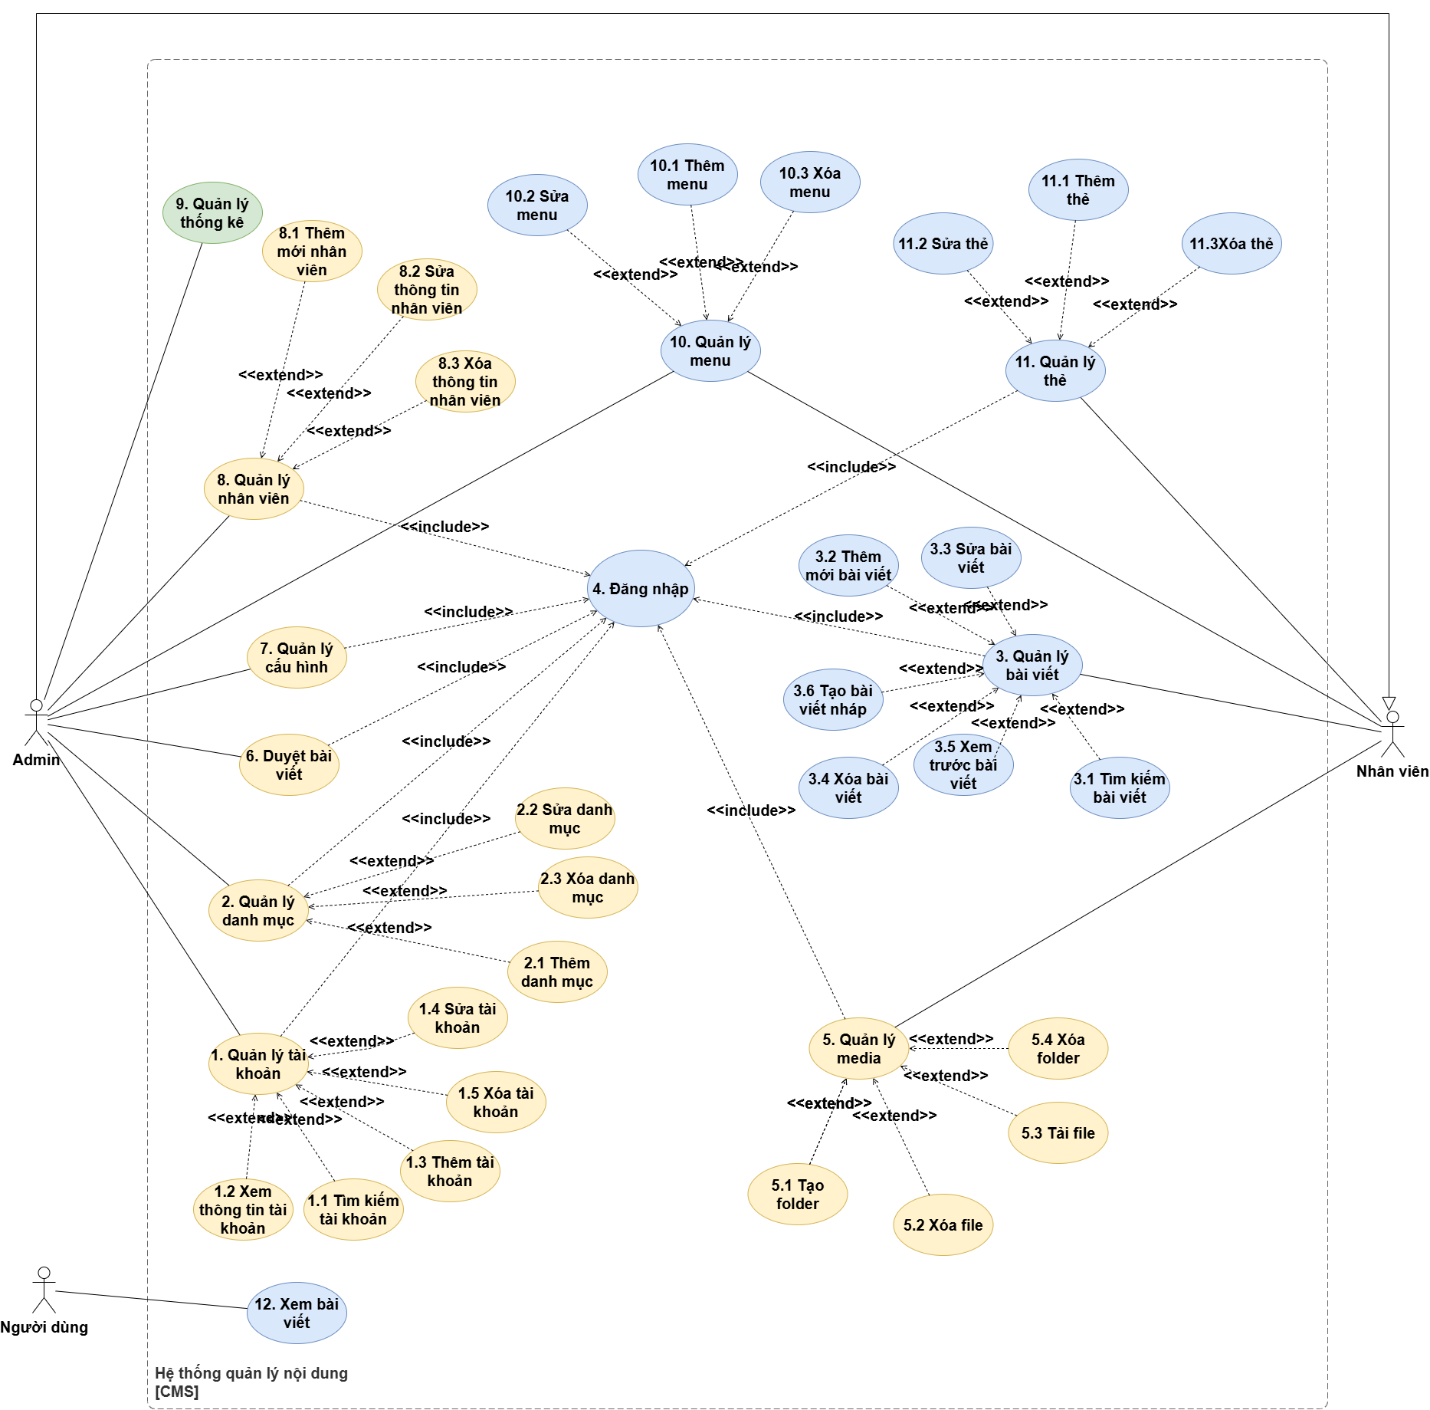 9. Quản lý
thống kê
8.1 Thêm
mới nhân
viên
8.2 Sửa
thông tin
nhân viên
8.3 Xóa
thông tin
nhân viên
<<extend>>
<<extend>>
<<extend>>
8. Quản lý
nhân viên
<<include>>
10.2 Sửa
menu
10.1 Thêm
menu
10.3 Xóa
menu
<<extend>>
<<extend>>
<<extend>>
10. Quản lý
menu
11.1 Thêm
thẻ
11.2 Sửa thẻ
11.3Xóa thẻ
<<extend>>
<<extend>>
<<extend>>
11. Quản lý
thẻ
<<include>>
4. Đăng nhập
3.2 Thêm
mới bài viết
3.3 Sửa bài
viết
<<extend>>
<<extend>>
<<include>>
3. Quản lý
bài viết
<<extend>>
3.6 Tạo bài
viết nháp
<<extend>>
<<extend>>
<<extend>>
3.4 Xóa bài
viết
3.5 Xem
trước bài
viết
3.1 Tìm kiếm
bài viết
7. Quản lý
cấu hình
<<include>>
<<include>>
6. Duyệt bài
viết
<<include>>
Admin
Nhân viên
<<include>>
<<include>>
2.2 Sửa danh
mục
<<extend>>
2.3 Xóa danh
mục
<<extend>>
2. Quản lý
danh mục
<<extend>>
2.1 Thêm
danh mục
1.4 Sửa tài
khoản
<<extend>>
1. Quản lý tài
khoản
<<extend>>
1.5 Xóa tài
khoản
<<extend>>
<<extend>>
<<extend>>
1.3 Thêm tài
khoản
1.2 Xem
thông tin tài
khoản
1.1 Tìm kiếm
tài khoản
5. Quản lý
media
<<extend>>
5.4 Xóa
folder
<<extend>>
<<extend>>
<<extend>>
5.3 Tải file
5.1 Tạo
folder
5.2 Xóa file
Người dùng
12. Xem bài
viết
Hệ thống quản lý nội dung
[CMS]